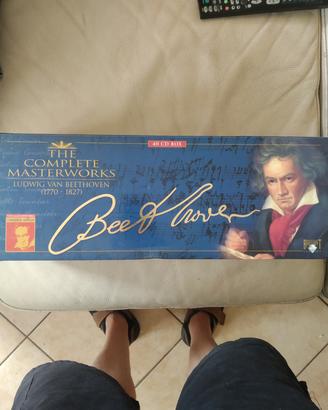 THE
COMPLETE
MASTERWORKS
LUDWIG VAN BEETHOVEN
(1770 - 1827)
40 CD BOX
Beethoven